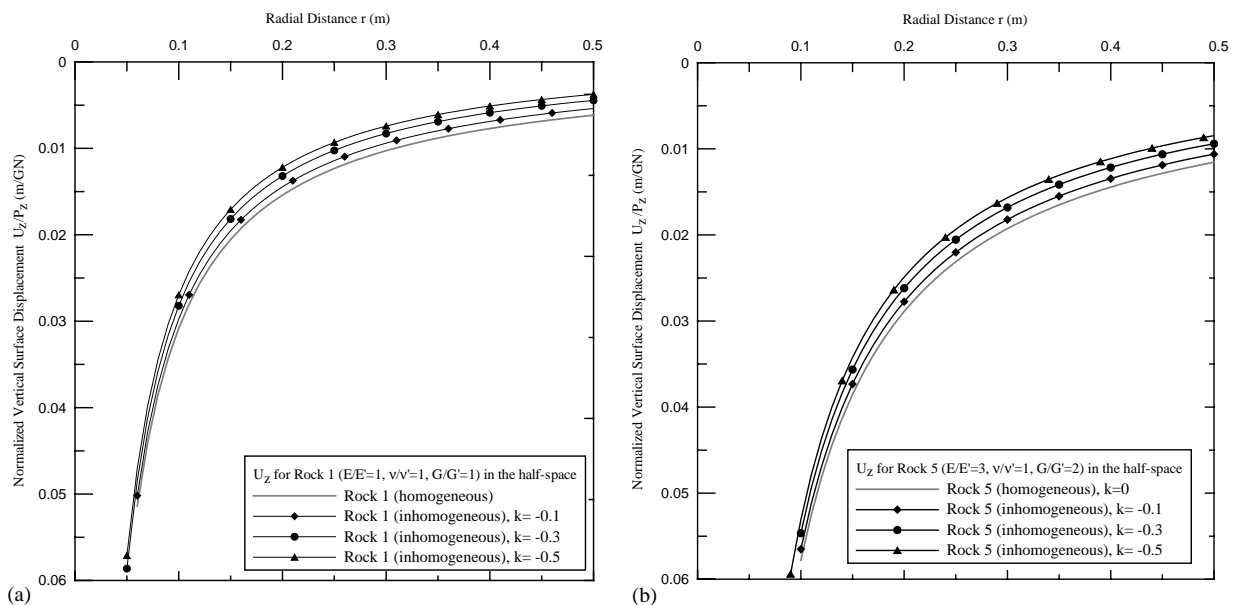 Radial Distance r (m)
0 0.1 0.2 0.3 0.4 0.5
Normalized Vertical Surface Displacement UZ/PZ (m/GN)
0
0.01
0.02
0.03
0.04
0.05
0.06
UZ for Rock 1 (E/E'=1, ν/ν'=1, G/G'=1) in the half-space
Rock 1 (homogeneous)
Rock 1 (inhomogeneous), k= -0.1
Rock 1 (inhomogeneous), k= -0.3
Rock 1 (inhomogeneous), k= -0.5
(a)
Radial Distance r (m)
0 0.1 0.2 0.3 0.4 0.5
Normalized Vertical Surface Displacement UZ/PZ (m/GN)
0
0.01
0.02
0.03
0.04
0.05
0.06
UZ for Rock 5 (E/E'=3, ν/ν'=1, G/G'=2) in the half-space
Rock 5 (homogeneous), k=0
Rock 5 (inhomogeneous), k= -0.1
Rock 5 (inhomogeneous), k= -0.3
Rock 5 (inhomogeneous), k= -0.5
(b)